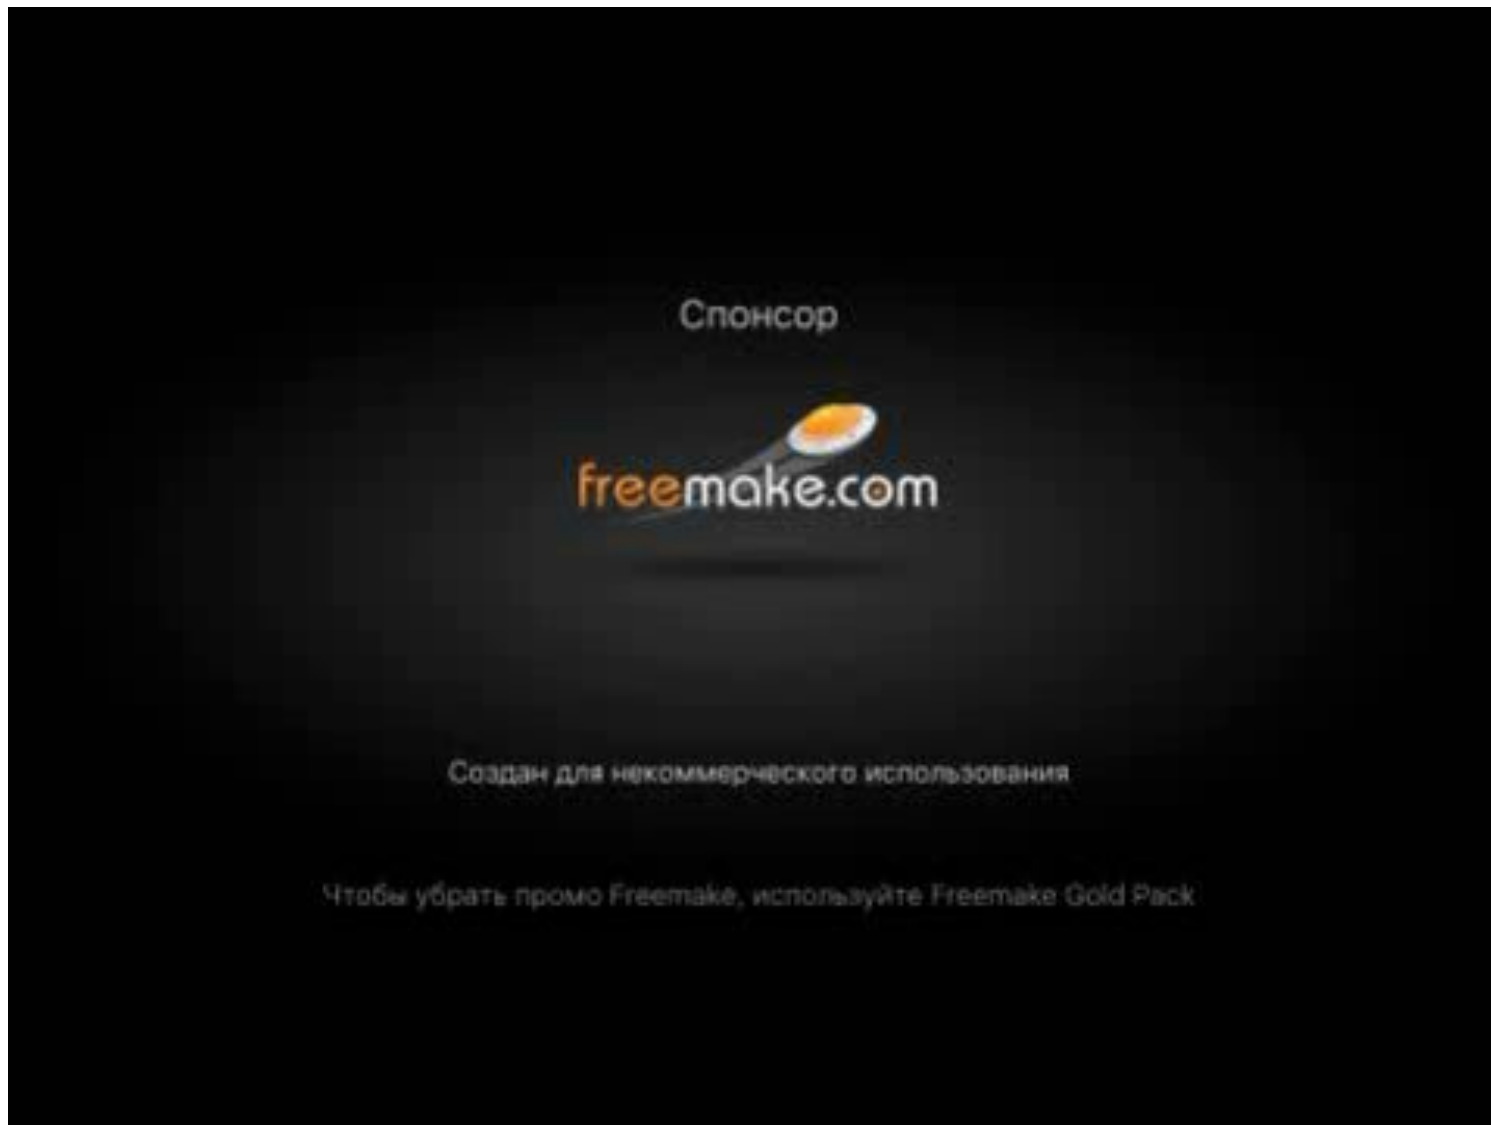 Спонсор
freemake.com
Создан для некоммерческого использования
Чтобы убрать промо Freemake, используйте Freemake Gold Pack